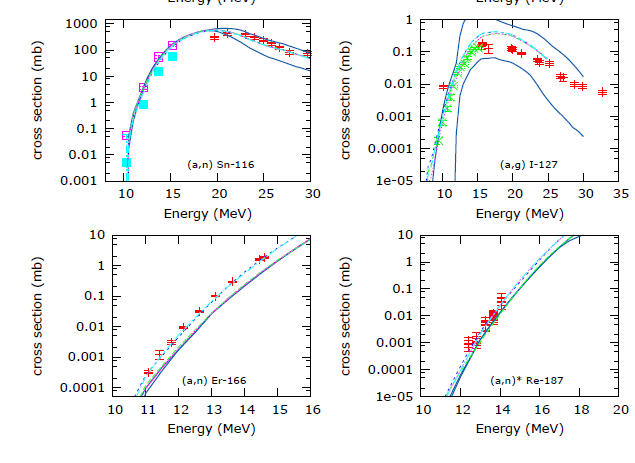 Energy (MeV) Energy (MeV)
1000
100
10
1
0.1
0.01
0.001
cross section (mb)
(a,n) Sn-116
10 15 20 25 30
Energy (MeV)
1
0.1
0.01
0.001
0.0001
1e-05
cross section (mb)
(a,g) I-127
10 15 20 25 30 35
Energy (MeV)
10
1
0.1
0.01
0.001
0.0001
cross section (mb)
(a,n) Er-166
10 11 12 13 14 15 16
Energy (MeV)
10
1
0.1
0.01
0.001
0.0001
1e-05
cross section (mb)
(a,n)* Re-187
10 12 14 16 18 20
Energy (MeV)